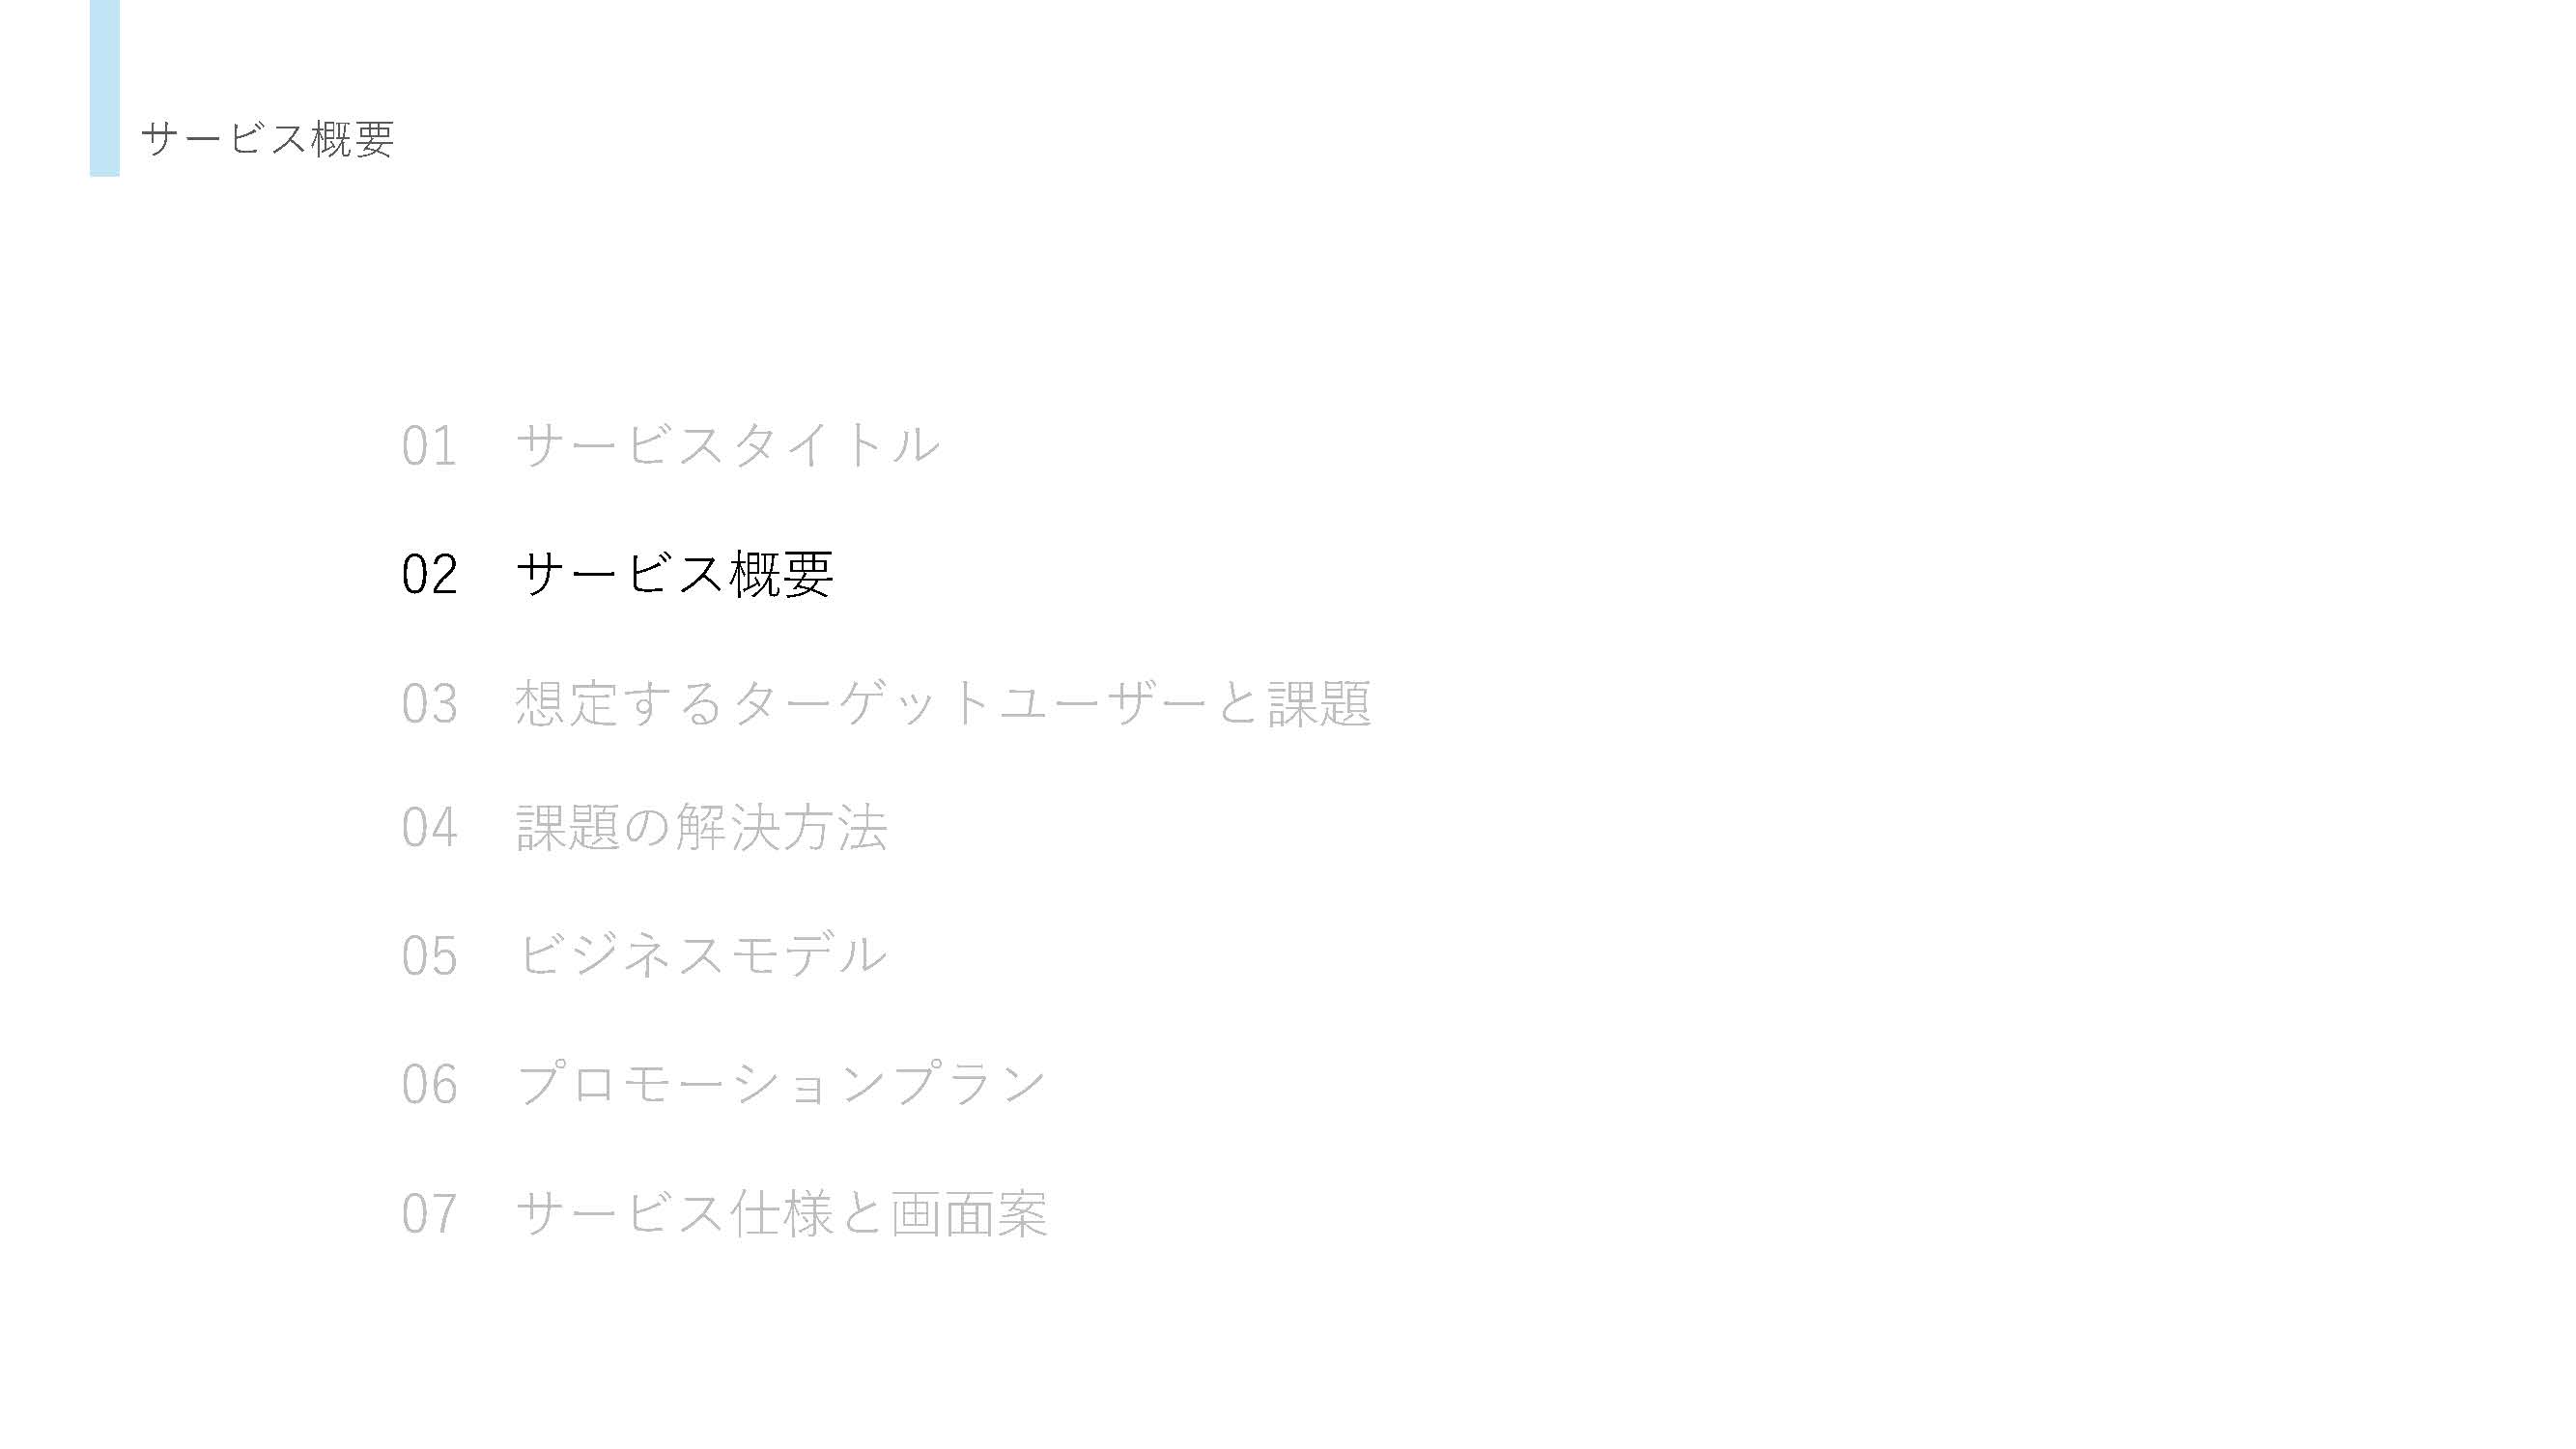 サービス概要
01 サービスタイトル
02 サービス概要
03 想定するターゲットユーザーと課題
04 課題の解決方法
05 ビジネスモデル
06 プロモーションプラン
07 サービス仕様と画面案